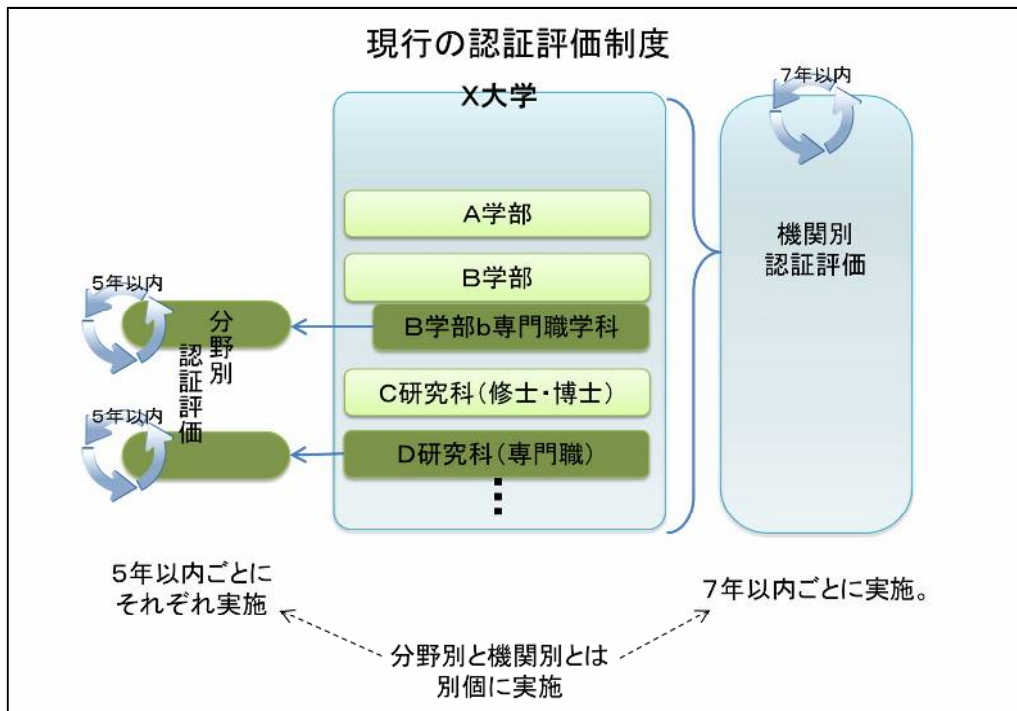 現行の認証評価制度
X大学
7年以内
A学部
機関別
認証評価
B学部
5年以内
分野別
認証評価
B学部b専門職学科
C研究科(修士・博士)
5年以内
D研究科(専門職)
⋮
5年以内ごとに
それぞれ実施
7年以内ごとに実施。
分野別と機関別とは
別個に実施